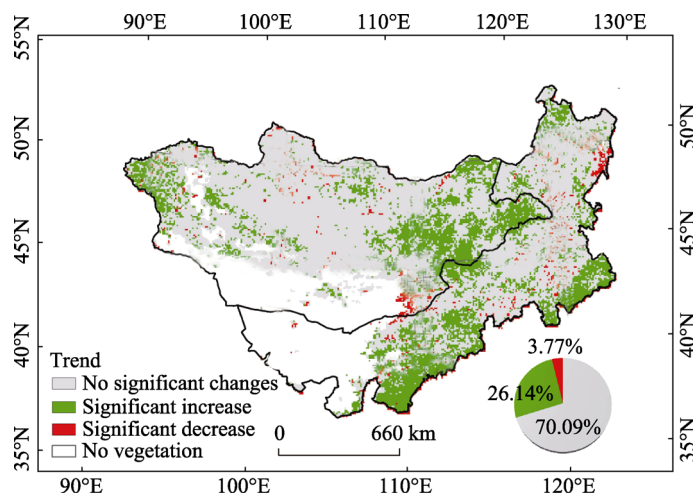 90°E 100°E 110°E 120°E 130°E
55°N
50°N
45°N
40°N
35°N
50°N
45°N
40°N
35°N
Trend
No significant changes
Significant increase
Significant decrease
No vegetation
0 660 km
3.77%
26.14%
70.09%
90°E 100°E 110°E 120°E